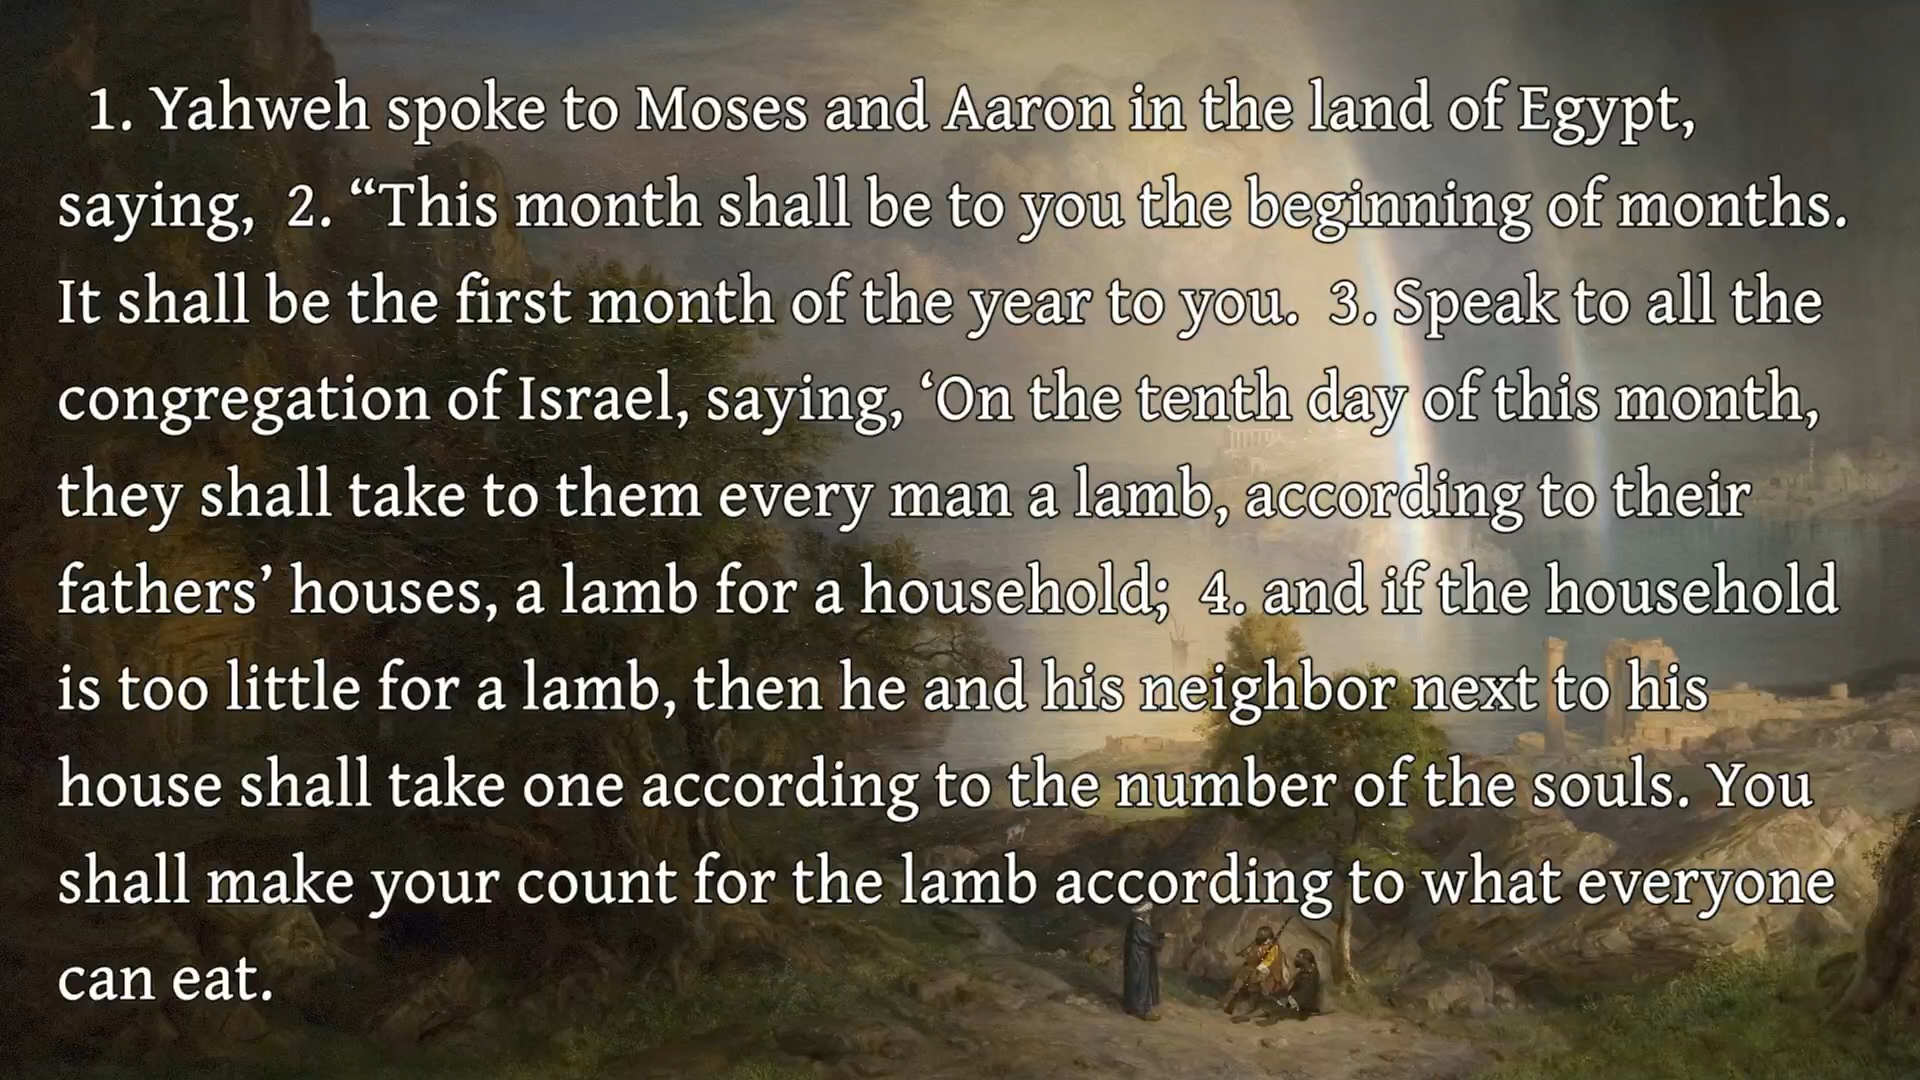 1. Yahweh spoke to Moses and Aaron in the land of Egypt,
saying, 2. “This month shall be to you the beginning of months.
It shall be the first month of the year to you. 3. Speak to all the
congregation of Israel, saying, ‘On the tenth day of this month,
they shall take to them every man a lamb, according to their
fathers’ houses, a lamb for a household; 4. and if the household
is too little for a lamb, then he and his neighbor next to his
house shall take one according to the number of the souls. You
shall make your count for the lamb according to what everyone
can eat.